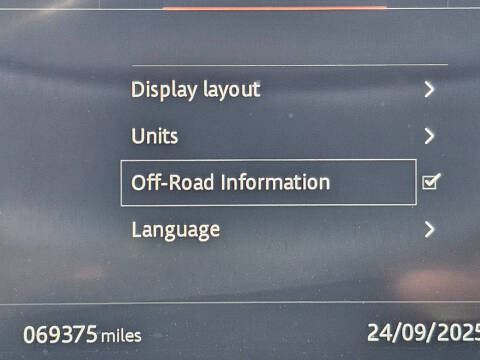 Display layout
Units
Off-Road Information
Language
069375 miles 24/09/2025